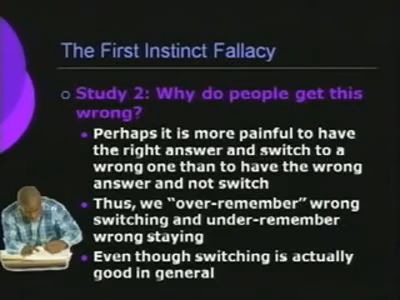 The First Instinct Fallacy
Study 2: Why do people get this
wrong?
Perhaps it is more painful to have
the right answer and switch to a
wrong one than to have the wrong
answer and not switch
Thus, we “over-remember” wrong
switching and under-remember
wrong staying
Even though switching is actually
good in general